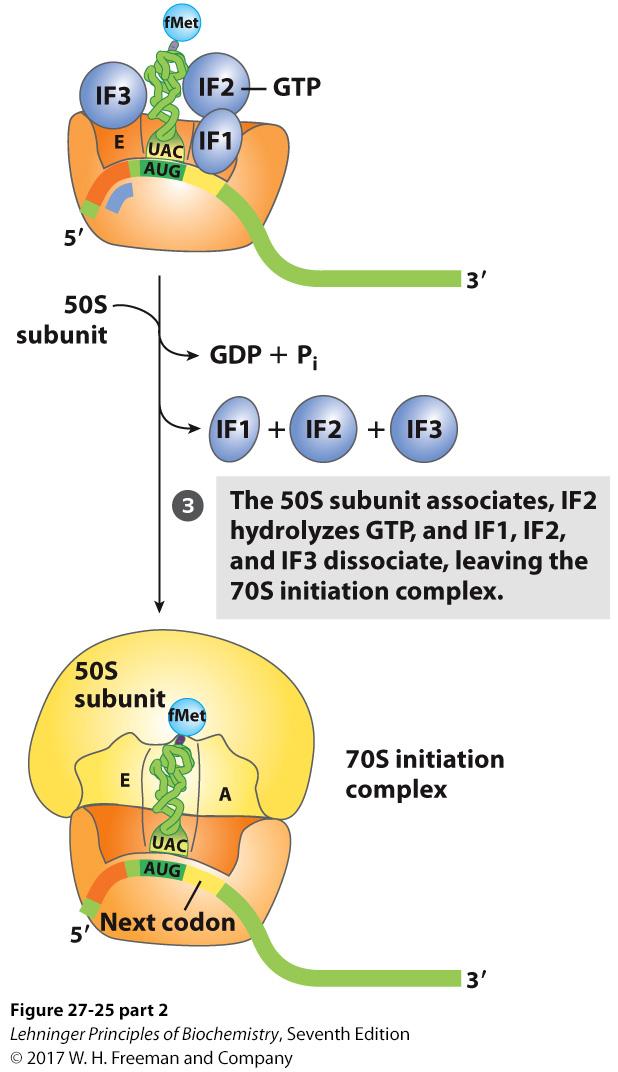 fMet
IF3
IF2
GTP
IF1
E
UAC
AUG
5′
3′
50S
subunit
GDP + Pi
IF1 + IF2 + IF3
3
The 50S subunit associates, IF2
hydrolyzes GTP, and IF1, IF2,
and IF3 dissociate, leaving the
70S initiation complex.
50S
subunit
fMet
E
A
70S initiation
complex
UAC
AUG
Next codon
5′
3′
Figure 27-25 part 2
Lehninger Principles of Biochemistry, Seventh Edition
© 2017 W. H. Freeman and Company